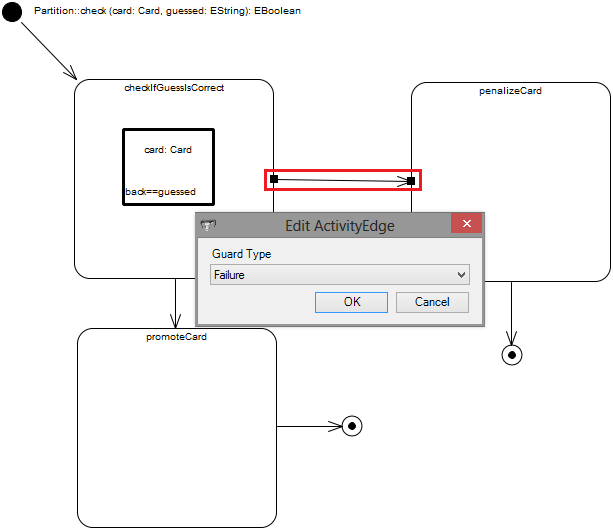 Partition::check (card: Card, guessed: EString): EBoolean
checkIfGuessIsCorrect
penalizeCard
card: Card
back==guessed
Edit ActivityEdge
Guard Type
Failure
OK
Cancel
promoteCard